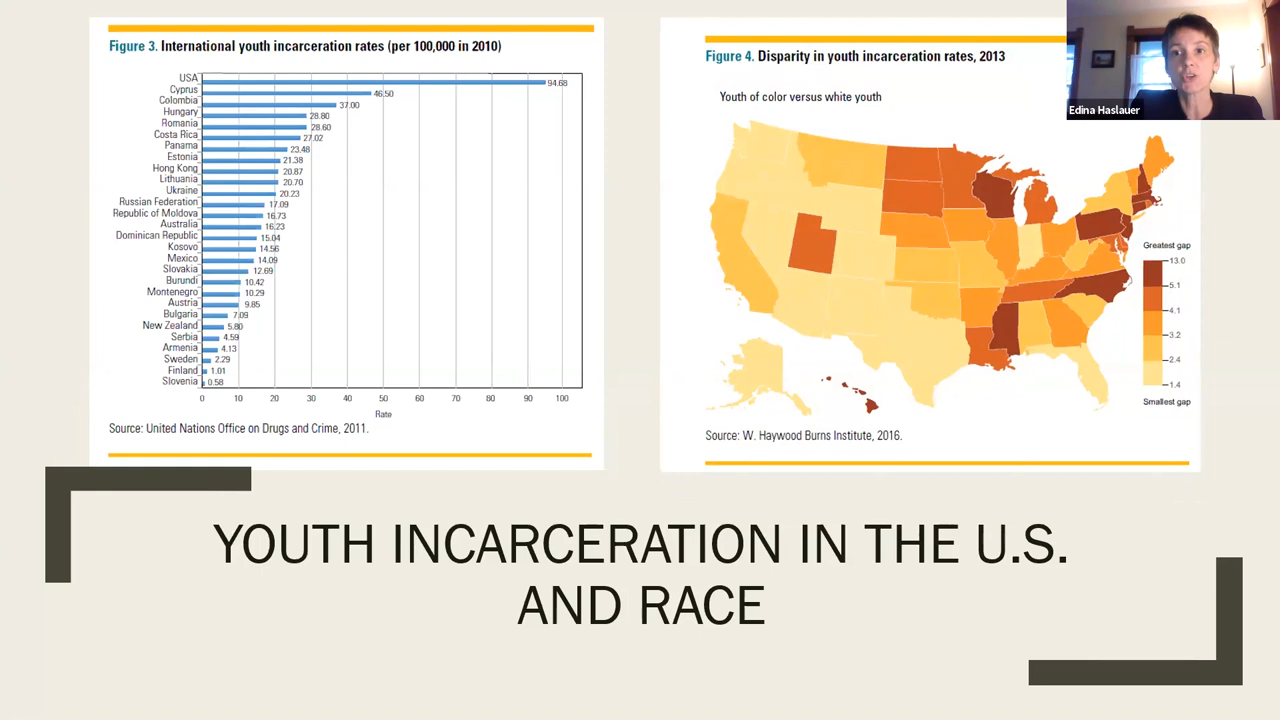 Figure 3. International youth incarceration rates (per 100,000 in 2010)
USA 94.68
Cyprus 46.50
Colombia 37.00
Hungary 28.80
Romania 28.60
Costa Rica 27.02
Panama 23.48
Estonia 21.38
Hong Kong 20.87
Lithuania 20.70
Ukraine 20.23
Russian Federation 17.09
Republic of Moldova 16.73
Australia 16.23
Dominican Republic 15.04
Kosovo 14.56
Mexico 14.09
Slovakia 12.69
Burundi 10.42
Montenegro 10.29
Austria 9.85
Bulgaria 7.09
New Zealand 5.80
Serbia 4.59
Armenia 4.13
Sweden 2.29
Finland 1.01
Slovenia 0.58
0 10 20 30 40 50 60 70 80 90 100
Rate
Source: United Nations Office on Drugs and Crime, 2011.
Figure 4. Disparity in youth incarceration rates, 2013
Youth of color versus white youth
Greatest gap
13.0
5.1
4.1
3.2
2.4
1.4
Smallest gap
Source: W. Haywood Burns Institute, 2016.
Edina Haslauer
YOUTH INCARCERATION IN THE U.S.
AND RACE